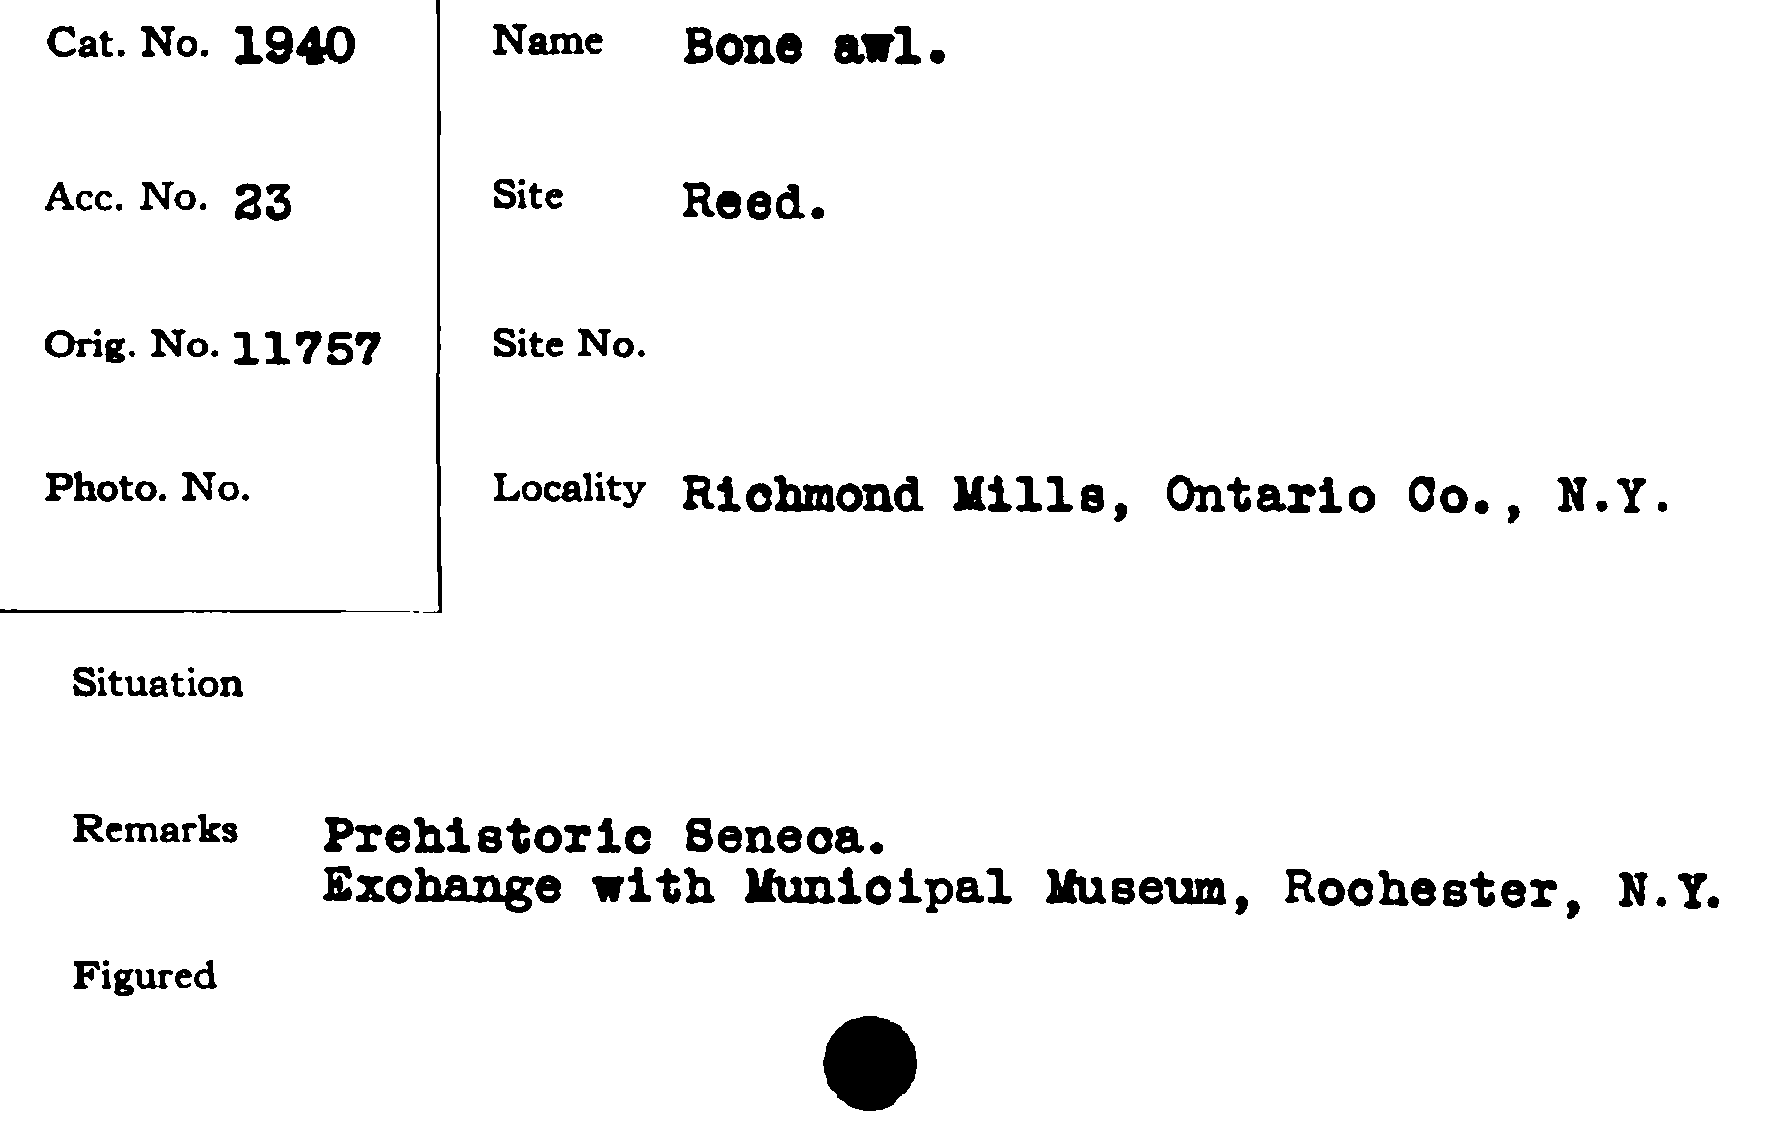 Cat. No. 1940
Name Bone awl.
Acc. No. 23
Site Reed.
Orig. No. 11757
Site No.
Photo. No.
Locality Richmond Mills, Ontario Co., N.Y.
Situation
Remarks Prehistoric Seneca.
Exchange with Municipal Museum, Rochester, N.Y.
Figured